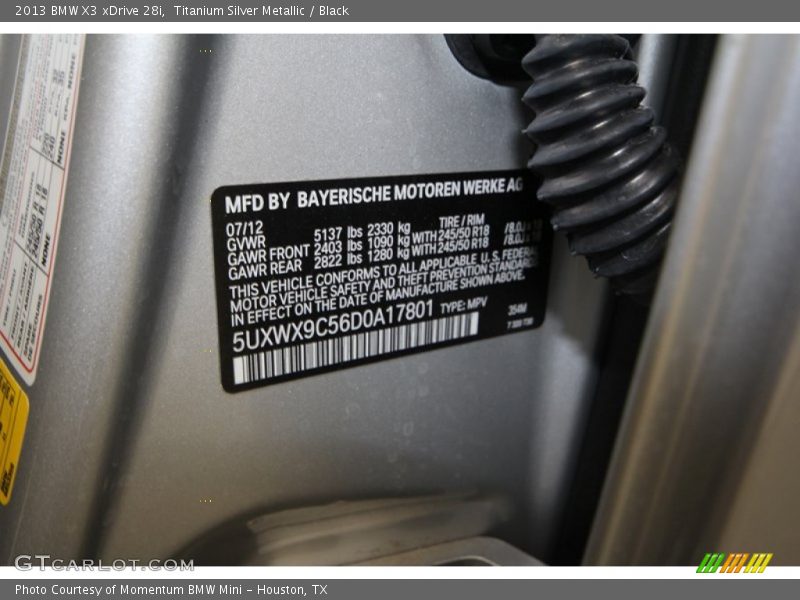 2013 BMW X3 xDrive 28i, Titanium Silver Metallic / Black
MFD BY BAYERISCHE MOTOREN WERKE AG
07/12
TIRE / RIM
GVWR 5137 lbs 2330 kg
GAWR FRONT 2403 lbs 1090 kg WITH 245/50 R18
GAWR REAR 2822 lbs 1280 kg WITH 245/50 R18
THIS VEHICLE CONFORMS TO ALL APPLICABLE U.S. FEDERAL
MOTOR VEHICLE SAFETY AND THEFT PREVENTION STANDARDS
IN EFFECT ON THE DATE OF MANUFACTURE SHOWN ABOVE.
5UXWX9C56D0A17801 TYPE: MPV
354M
GTCARLOT.COM
Photo Courtesy of Momentum BMW Mini - Houston, TX